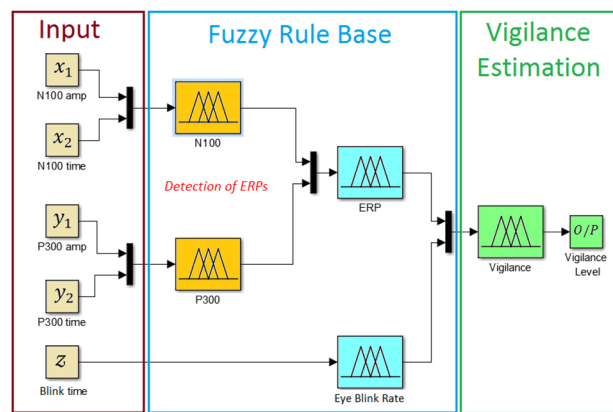 Input
Fuzzy Rule Base
Vigilance
Estimation
x₁
N100 amp
x₂
N100 time
N100
Detection of ERPs
ERP
y₁
P300 amp
y₂
P300 time
P300
z
Blink time
Eye Blink Rate
Vigilance
O/P
Vigilance
Level